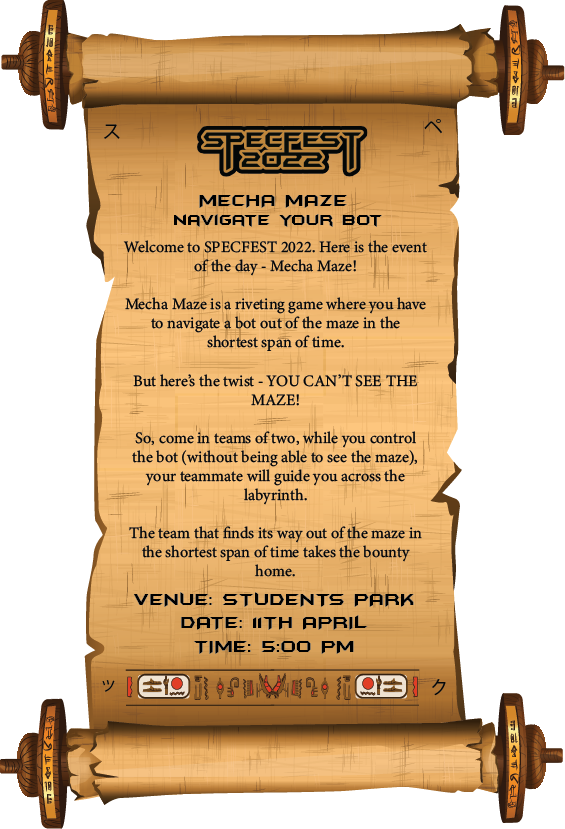 ス ペ
SPECFEST
2022
MECHA MAZE
NAVIGATE YOUR BOT
Welcome to SPECFEST 2022. Here is the event
of the day - Mecha Maze!
Mecha Maze is a riveting game where you have
to navigate a bot out of the maze in the
shortest span of time.
But here's the twist - YOU CAN'T SEE THE
MAZE!
So, come in teams of two, while you control
the bot (without being able to see the maze),
your teammate will guide you across the
labyrinth.
The team that finds its way out of the maze in
the shortest span of time takes the bounty
home.
VENUE: STUDENTS PARK
DATE: 11TH APRIL
TIME: 5:00 PM
ッ ク